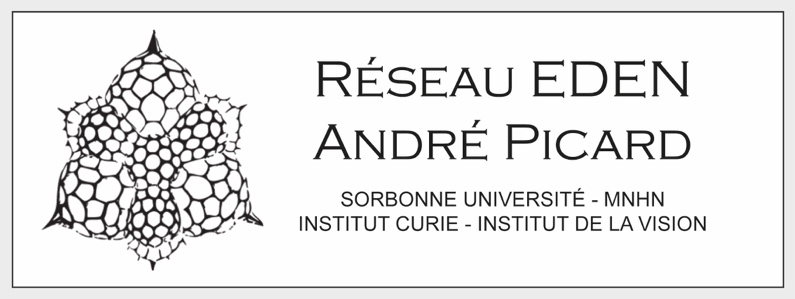 RÉSEAU EDEN
ANDRÉ PICARD
SORBONNE UNIVERSITÉ - MNHN
INSTITUT CURIE - INSTITUT DE LA VISION